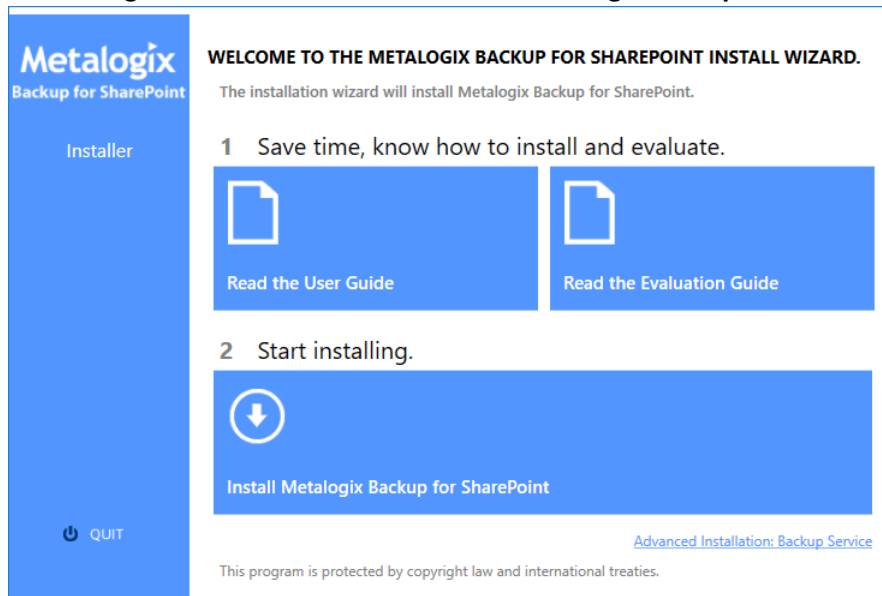 Metalogix
Backup for SharePoint
Installer
QUIT
WELCOME TO THE METALOGIX BACKUP FOR SHAREPOINT INSTALL WIZARD.
The installation wizard will install Metalogix Backup for SharePoint.
1 Save time, know how to install and evaluate.
Read the User Guide
Read the Evaluation Guide
2 Start installing.
Install Metalogix Backup for SharePoint
Advanced Installation: Backup Service
This program is protected by copyright law and international treaties.